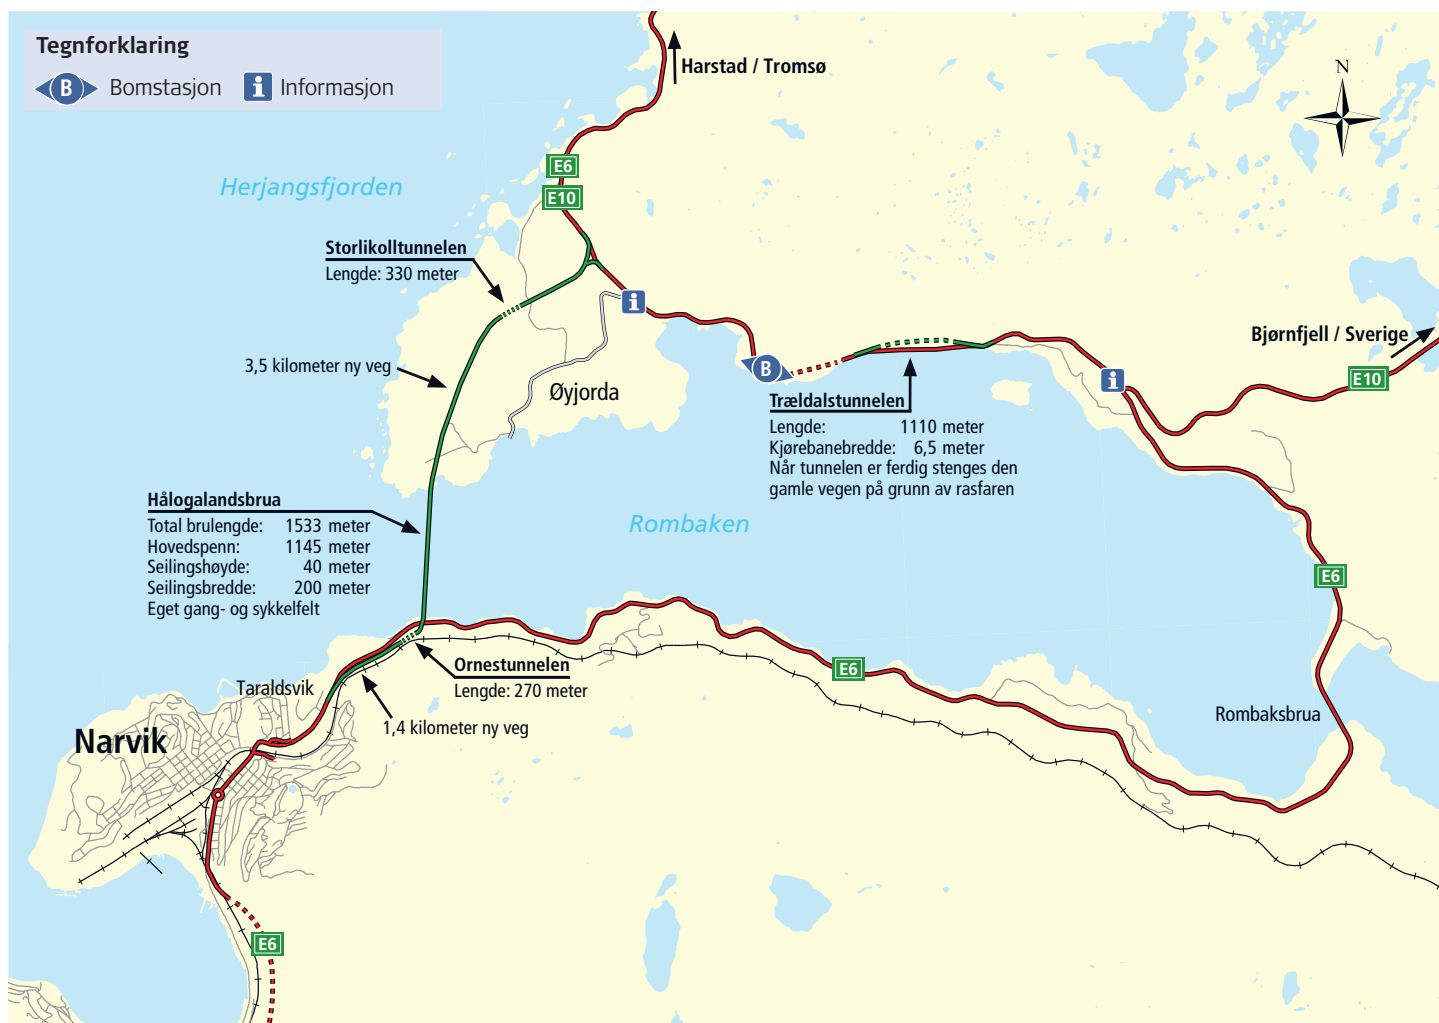 Tegnforklaring
B Bomstasjon i Informasjon
Harstad / Tromsø
N
E6
E10
Herjangsfjorden
Storlikolltunnelen
Lengde: 330 meter
i
Bjørnfjell / Sverige
3,5 kilometer ny veg
B
i
E10
Øyjorda
Trældalstunnelen
Lengde: 1110 meter
Kjørebanebredde: 6,5 meter
Når tunnelen er ferdig stenges den
gamle vegen på grunn av rasfaren
Hålogalandsbrua
Total brulengde: 1533 meter
Hovedspenn: 1145 meter
Seilingshøyde: 40 meter
Seilingsbredde: 200 meter
Eget gang- og sykkelfelt
Rombaken
E6
Ornestunnelen
Lengde: 270 meter
E6
Taraldsvik
1,4 kilometer ny veg
Rombaksbrua
Narvik
E6